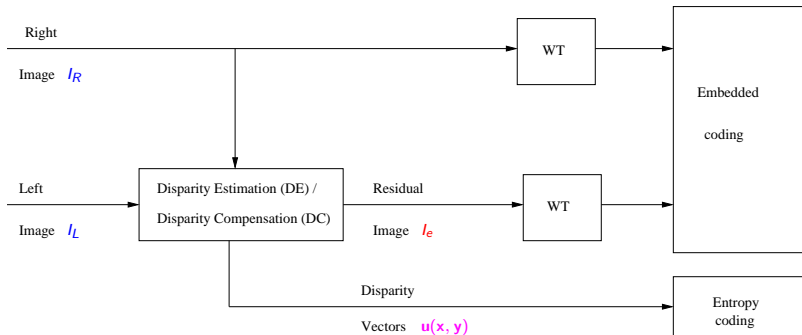 Right
Image I_R
WT
Embedded
coding
Left
Image I_L
Disparity Estimation (DE) /
Disparity Compensation (DC)
Residual
Image I_e
WT
Disparity
Vectors u(x, y)
Entropy
coding